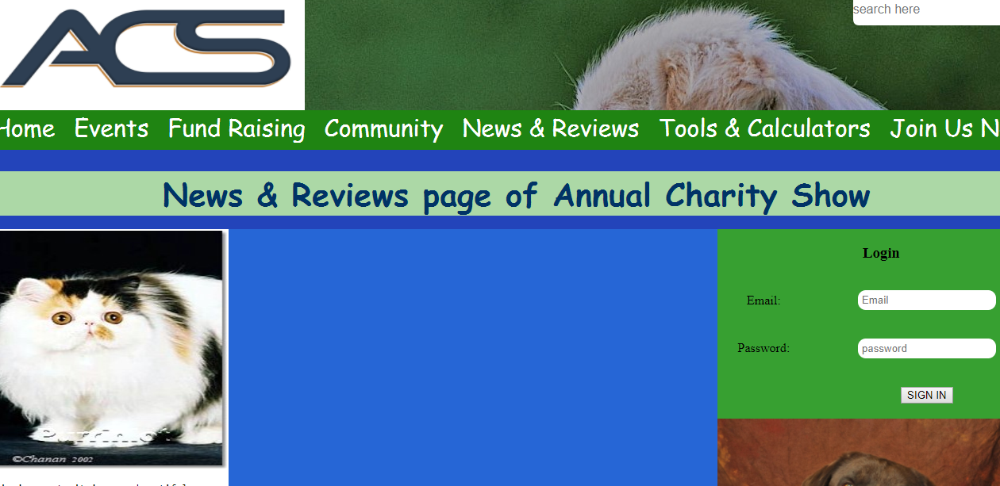 ACS
search here
Home Events Fund Raising Community News & Reviews Tools & Calculators Join Us N
News & Reviews page of Annual Charity Show
Login
Email: Email
Password: password
SIGN IN
©Chanan 2002